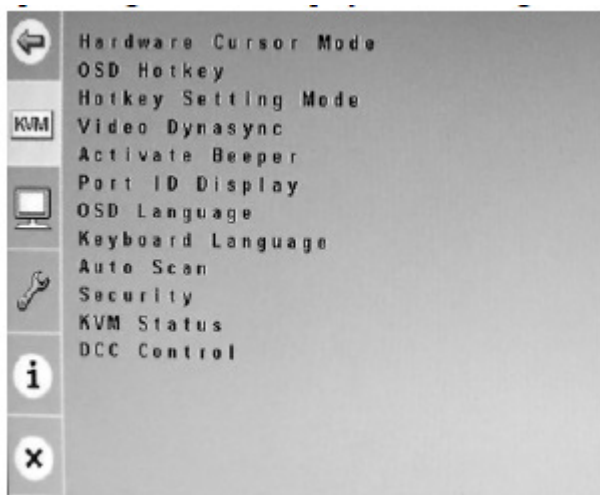 Hardware Cursor Mode
OSD Hotkey
Hotkey Setting Mode
KVM
Video Dynasync
Activate Beeper
Port ID Display
OSD Language
Keyboard Language
Auto Scan
Security
KVM Status
DCC Control
i